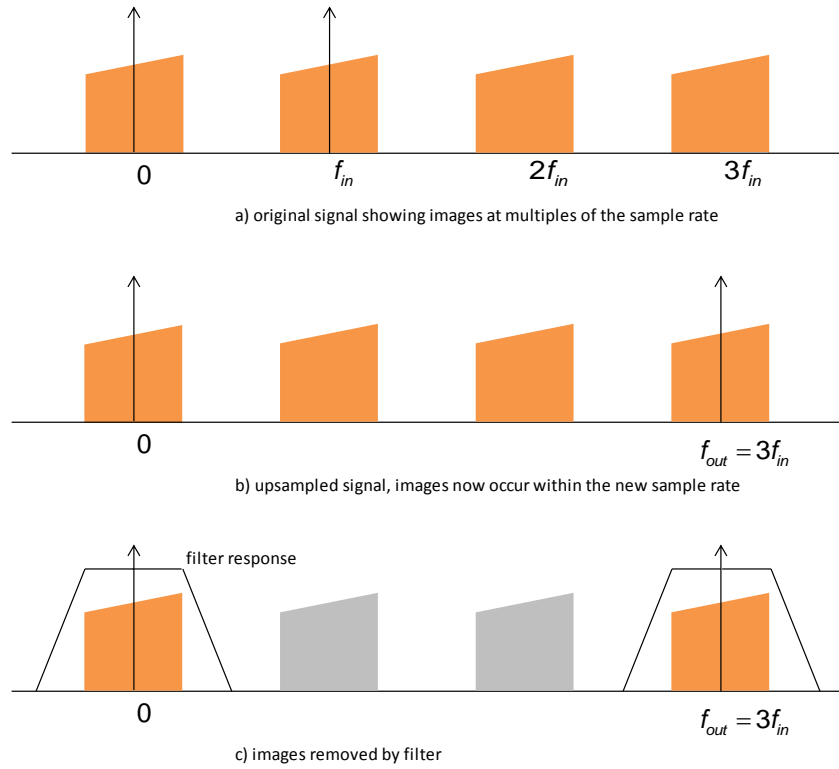 0 f_in 2f_in 3f_in
a) original signal showing images at multiples of the sample rate
0 f_out = 3f_in
b) upsampled signal, images now occur within the new sample rate
filter response
0 f_out = 3f_in
c) images removed by filter